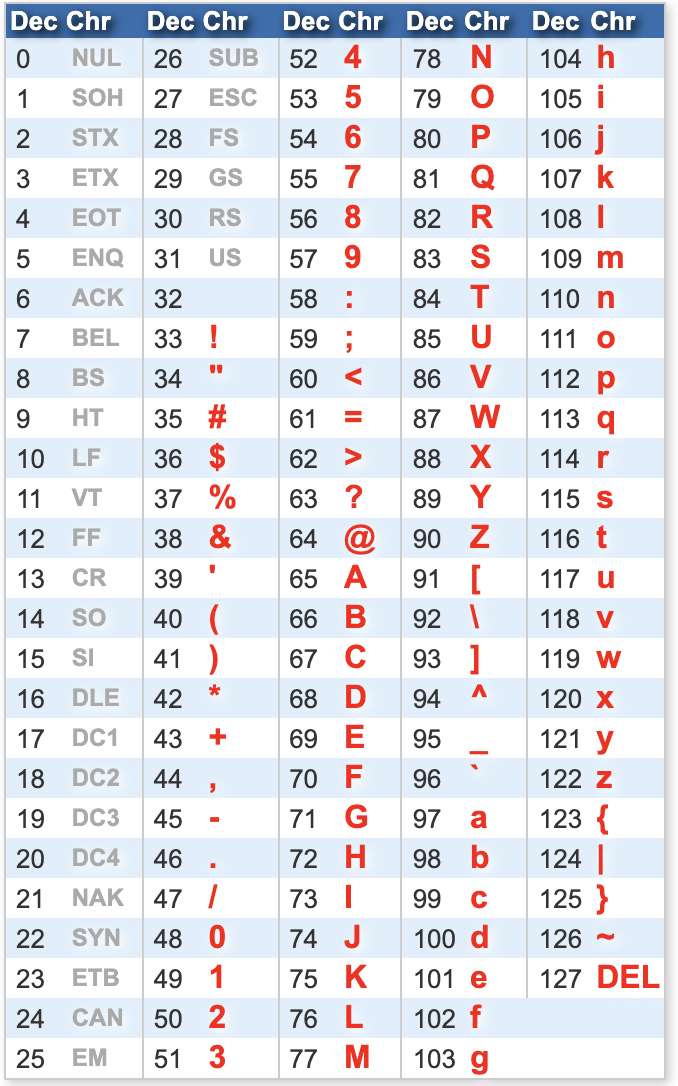 Dec Chr Dec Chr Dec Chr Dec Chr Dec Chr
0 NUL 26 SUB 52 4 78 N 104 h
1 SOH 27 ESC 53 5 79 O 105 i
2 STX 28 FS 54 6 80 P 106 j
3 ETX 29 GS 55 7 81 Q 107 k
4 EOT 30 RS 56 8 82 R 108 l
5 ENQ 31 US 57 9 83 S 109 m
6 ACK 32 58 : 84 T 110 n
7 BEL 33 ! 59 ; 85 U 111 o
8 BS 34 " 60 < 86 V 112 p
9 HT 35 # 61 = 87 W 113 q
10 LF 36 $ 62 > 88 X 114 r
11 VT 37 % 63 ? 89 Y 115 s
12 FF 38 & 64 @ 90 Z 116 t
13 CR 39 ' 65 A 91 [ 117 u
14 SO 40 ( 66 B 92 \ 118 v
15 SI 41 ) 67 C 93 ] 119 w
16 DLE 42 * 68 D 94 ^ 120 x
17 DC1 43 + 69 E 95 _ 121 y
18 DC2 44 , 70 F 96 ` 122 z
19 DC3 45 - 71 G 97 a 123 {
20 DC4 46 . 72 H 98 b 124 |
21 NAK 47 / 73 I 99 c 125 }
22 SYN 48 0 74 J 100 d 126 ~
23 ETB 49 1 75 K 101 e 127 DEL
24 CAN 50 2 76 L 102 f
25 EM 51 3 77 M 103 g